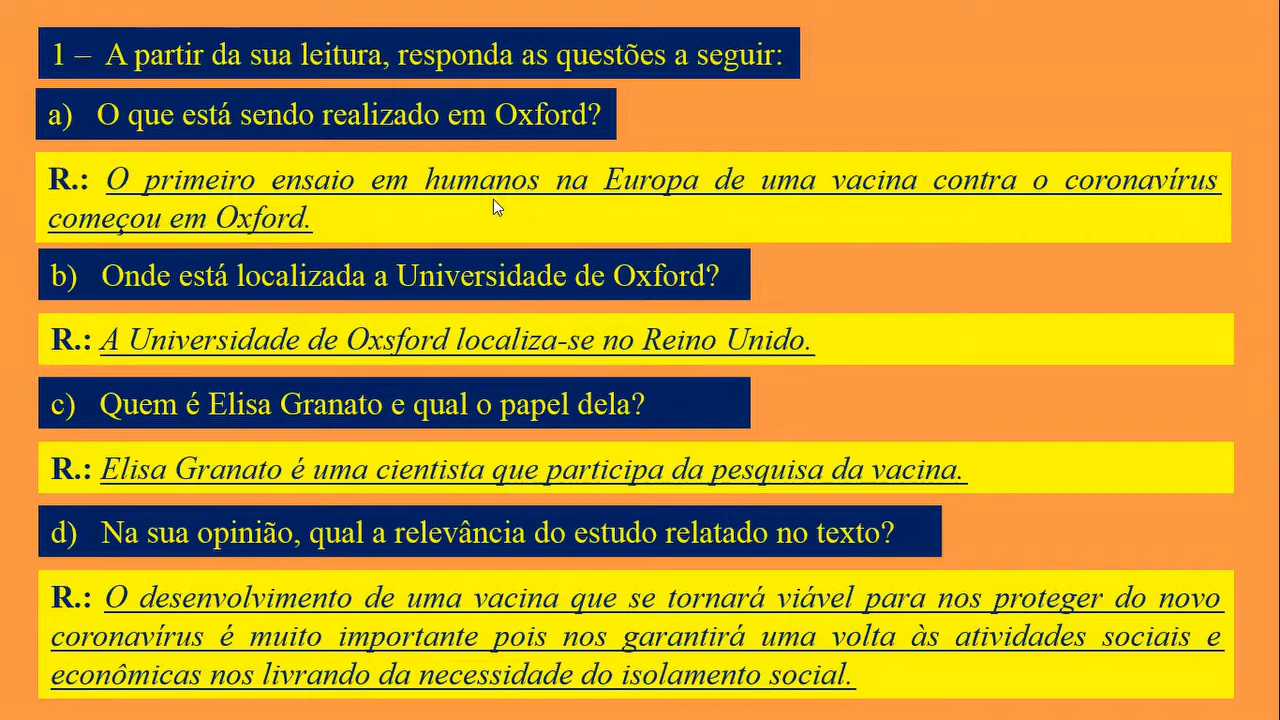 1 – A partir da sua leitura, responda as questões a seguir:
a) O que está sendo realizado em Oxford?
R.: O primeiro ensaio em humanos na Europa de uma vacina contra o coronavírus
começou em Oxford.
b) Onde está localizada a Universidade de Oxford?
R.: A Universidade de Oxsford localiza-se no Reino Unido.
c) Quem é Elisa Granato e qual o papel dela?
R.: Elisa Granato é uma cientista que participa da pesquisa da vacina.
d) Na sua opinião, qual a relevância do estudo relatado no texto?
R.: O desenvolvimento de uma vacina que se tornará viável para nos proteger do novo
coronavírus é muito importante pois nos garantirá uma volta às atividades sociais e
econômicas nos livrando da necessidade do isolamento social.